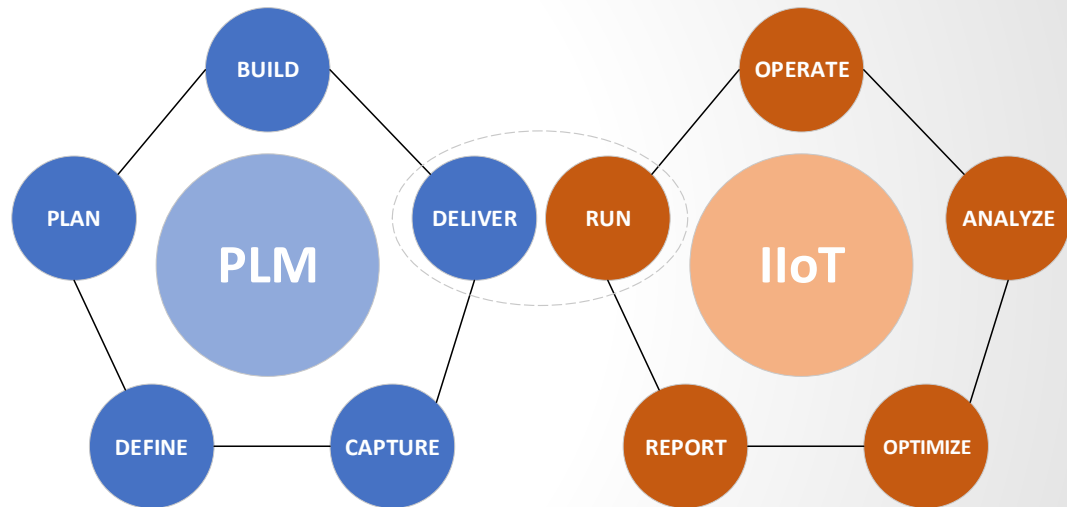 BUILD
OPERATE
PLAN
DELIVER
RUN
ANALYZE
PLM
IIoT
DEFINE
CAPTURE
REPORT
OPTIMIZE